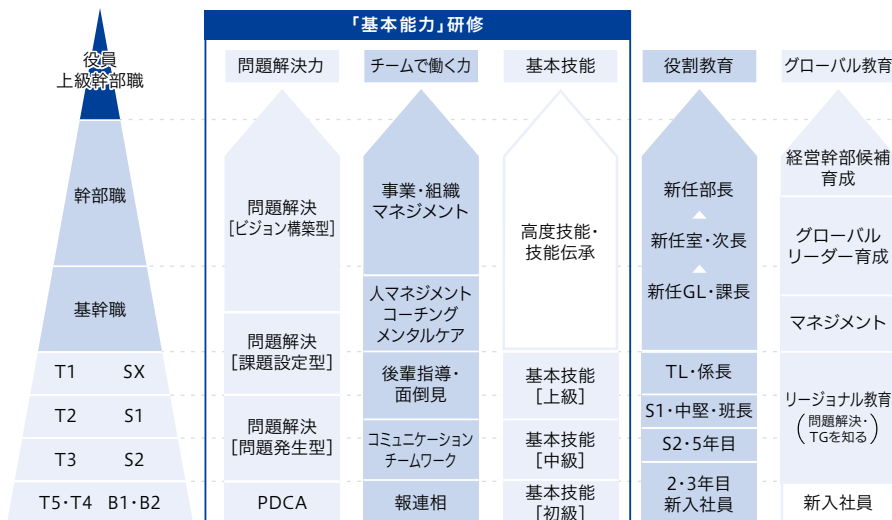 「基本能力」研修
役員
上級幹部職
幹部職
基幹職
T1 SX
T2 S1
T3 S2
T5・T4 B1・B2
問題解決力
問題解決
[ビジョン構築型]
問題解決
[課題設定型]
問題解決
[問題発生型]
PDCA
チームで働く力
事業・組織
マネジメント
人マネジメント
コーチング
メンタルケア
後輩指導・
面倒見
コミュニケーション
チームワーク
報連相
基本技能
高度技能・
技能伝承
基本技能
[上級]
基本技能
[中級]
基本技能
[初級]
役割教育
新任部長
新任室・次長
新任GL・課長
TL・係長
S1・中堅・班長
S2・5年目
2・3年目
新入社員
グローバル教育
経営幹部候補
育成
グローバル
リーダー育成
マネジメント
リージョナル教育
(問題解決・
TGを知る)
新入社員